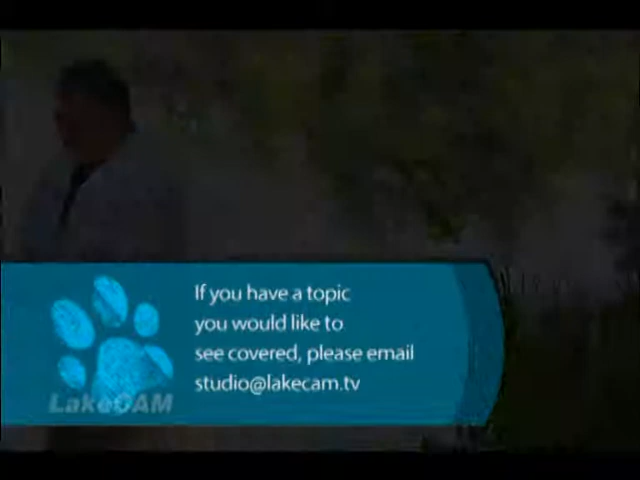 If you have a topic
you would like to
see covered, please email
studio@lakecam.tv
LakeCAM